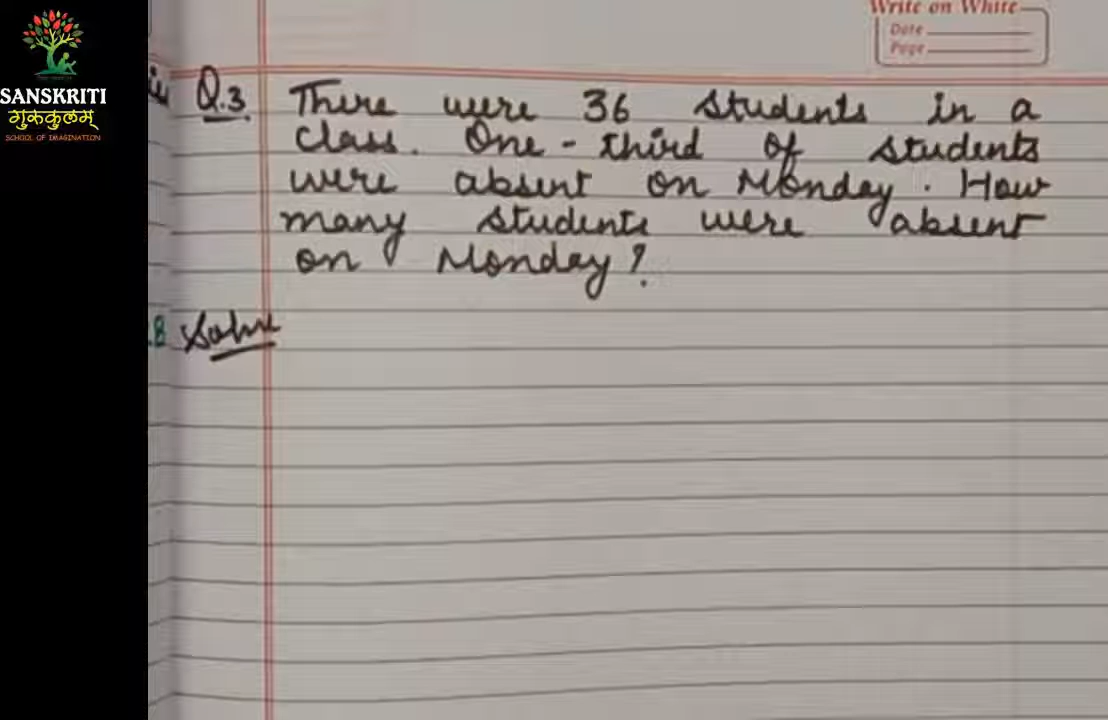 Write on White
Date
Page
SANSKRITI
गुरुकुलम्
SCHOOL OF IMAGINATION
Q.3 There were 36 students in a
class. One-third of students
were absent on Monday. How
many students were absent
on Monday?
8